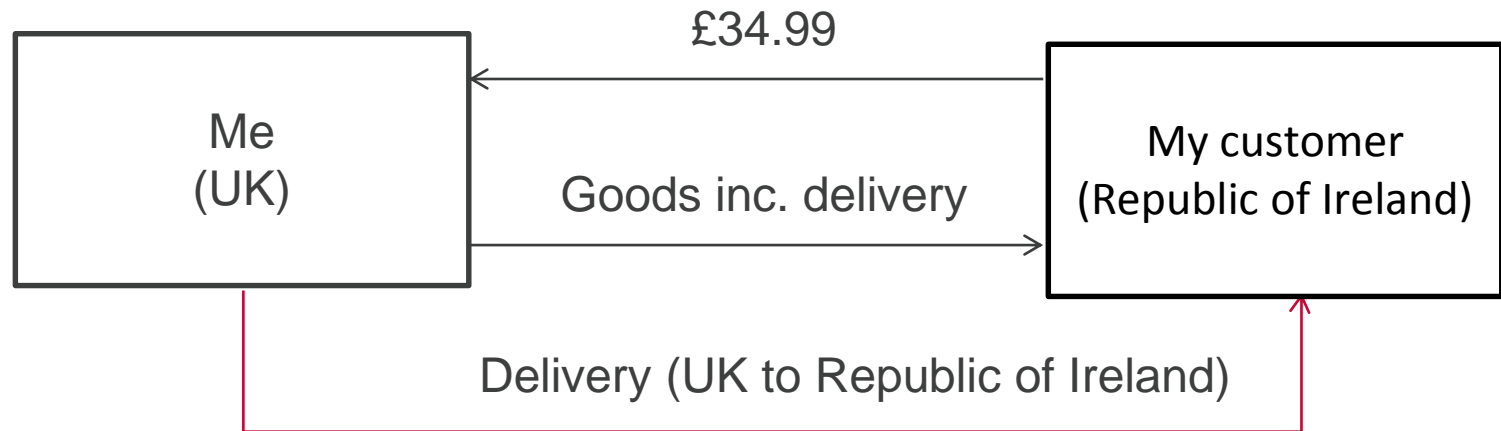 £34.99
Me
(UK)
My customer
(Republic of Ireland)
Goods inc. delivery
Delivery (UK to Republic of Ireland)